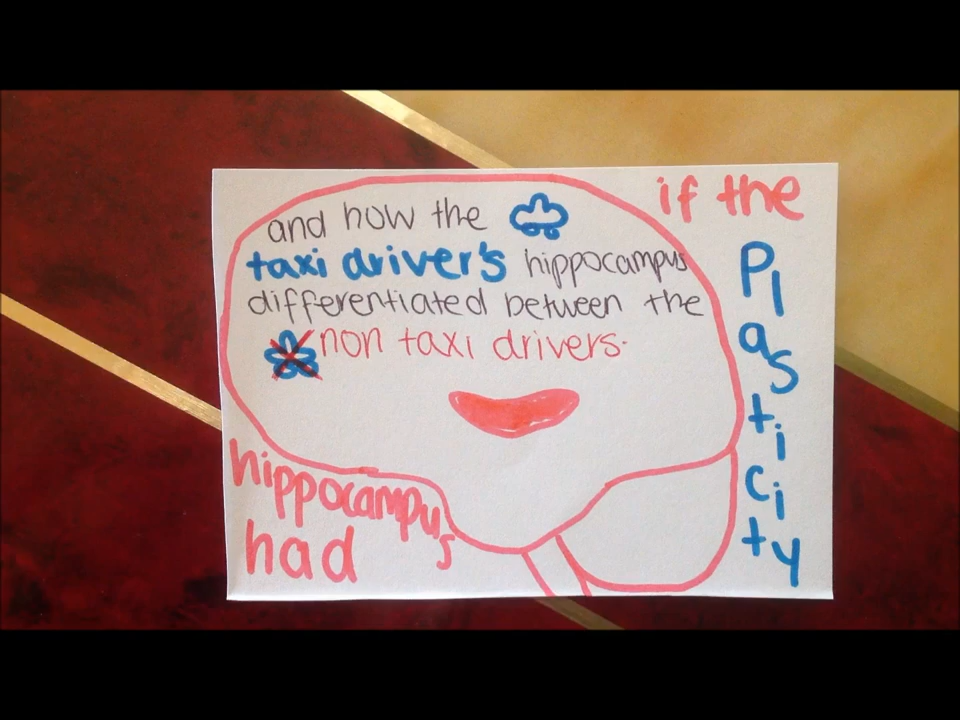 if the
hippocampus
had
Plasticity
and how the
taxi driver's hippocampus
differentiated between the
non taxi drivers.